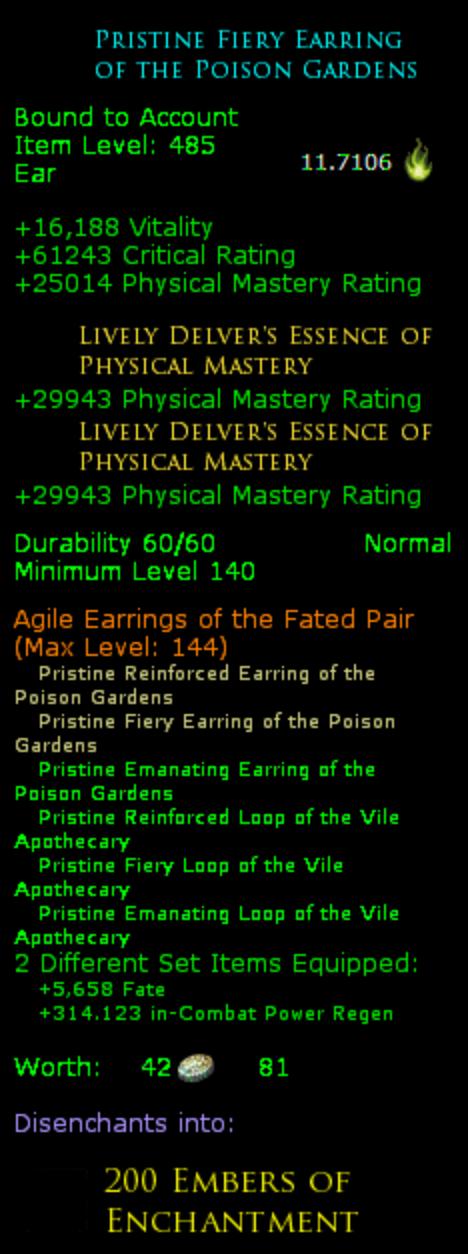 Pristine Fiery Earring
of the Poison Gardens
Bound to Account
Item Level: 485
Ear
11.7106
+16,188 Vitality
+61243 Critical Rating
+25014 Physical Mastery Rating
Lively Delver's Essence of
Physical Mastery
+29943 Physical Mastery Rating
Lively Delver's Essence of
Physical Mastery
+29943 Physical Mastery Rating
Durability 60/60 Normal
Minimum Level 140
Agile Earrings of the Fated Pair
(Max Level: 144)
Pristine Reinforced Earring of the
Poison Gardens
Pristine Fiery Earring of the Poison
Gardens
Pristine Emanating Earring of the
Poison Gardens
Pristine Reinforced Loop of the Vile
Apothecary
Pristine Fiery Loop of the Vile
Apothecary
Pristine Emanating Loop of the Vile
Apothecary
2 Different Set Items Equipped:
+5,658 Fate
+314.123 in-Combat Power Regen
Worth: 42 81
Disenchants into:
200 Embers of
Enchantment